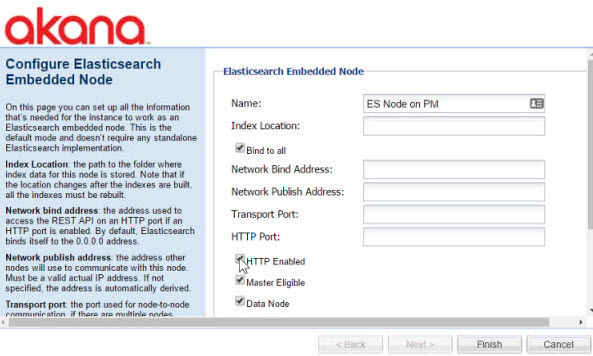 akana
Configure Elasticsearch
Embedded Node
On this page you can set up all the information
that's needed for the instance to work as an
Elasticsearch embedded node. This is the
default mode and doesn't require any standalone
Elasticsearch implementation.
Index Location: the path to the folder where
index data for this node is stored. Note that if
the location changes after the indexes are built,
all the indexes must be rebuilt.
Network bind address: the address used to
access the REST API on an HTTP port if an
HTTP port is enabled. By default, Elasticsearch
binds itself to the 0.0.0.0 address.
Network publish address: the address other
nodes will use to communicate with this node.
Must be a valid actual IP address. If not
specified, the address is automatically derived.
Transport port: the port used for node-to-node
communication, if there are multiple nodes
Elasticsearch Embedded Node
Name: ES Node on PM
Index Location:
Bind to all
Network Bind Address:
Network Publish Address:
Transport Port:
HTTP Port:
HTTP Enabled
Master Eligible
Data Node
< Back Next > Finish Cancel